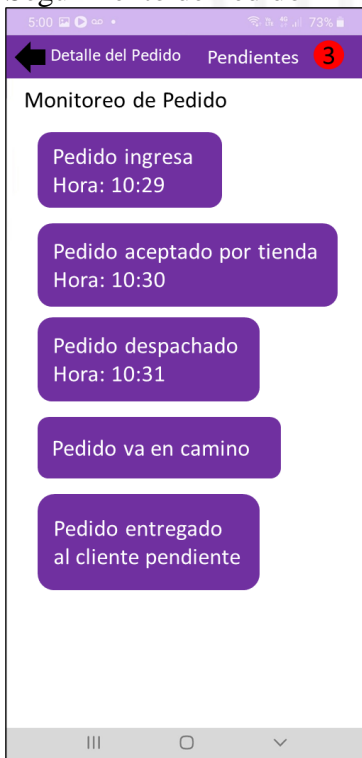 5:00
73%
Detalle del Pedido Pendientes 3
Monitoreo de Pedido
Pedido ingresa
Hora: 10:29
Pedido aceptado por tienda
Hora: 10:30
Pedido despachado
Hora: 10:31
Pedido va en camino
Pedido entregado
al cliente pendiente